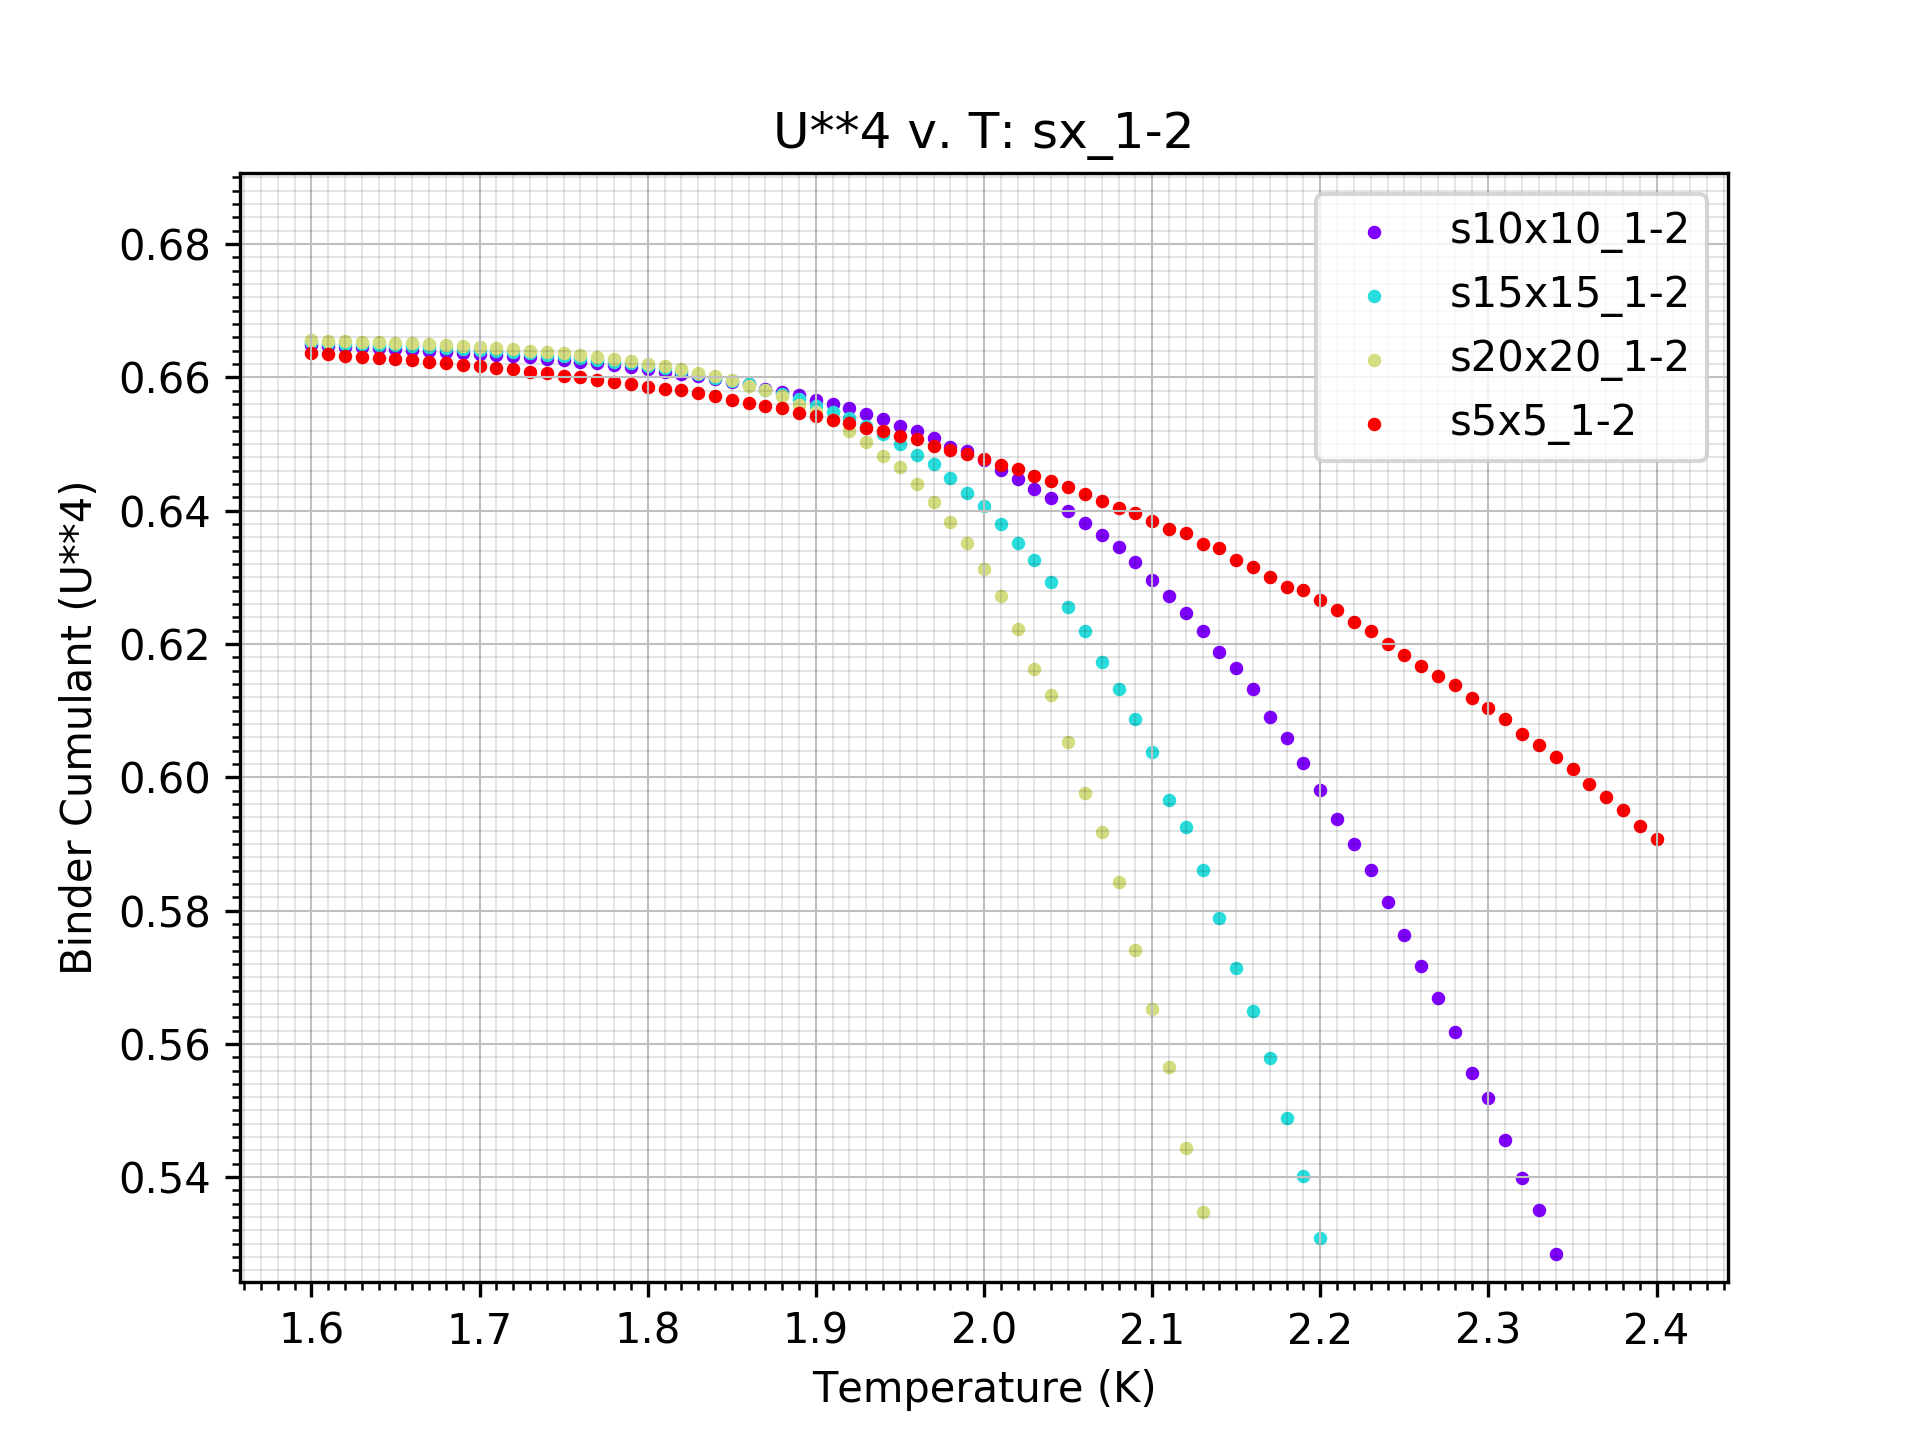 U**4 v. T: sx_1-2
s10x10_1-2
s15x15_1-2
s20x20_1-2
s5x5_1-2
Binder Cumulant (U**4)
0.68
0.66
0.64
0.62
0.60
0.58
0.56
0.54
1.6 1.7 1.8 1.9 2.0 2.1 2.2 2.3 2.4
Temperature (K)